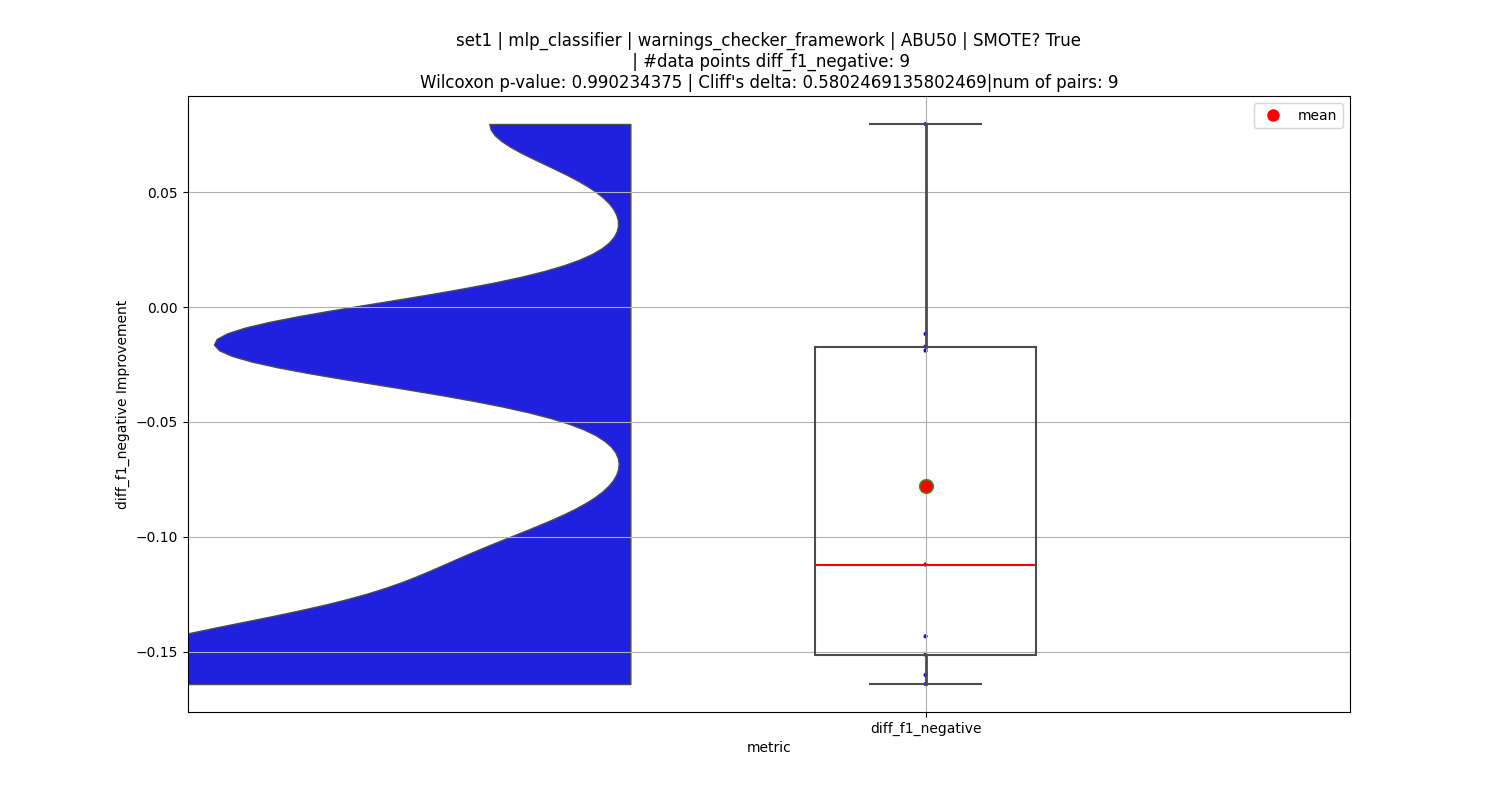 set1 | mlp_classifier | warnings_checker_framework | ABU50 | SMOTE? True
| #data points diff_f1_negative: 9
Wilcoxon p-value: 0.990234375 | Cliff's delta: 0.5802469135802469|num of pairs: 9
mean
0.05
0.00
−0.05
−0.10
−0.15
diff_f1_negative Improvement
diff_f1_negative
metric